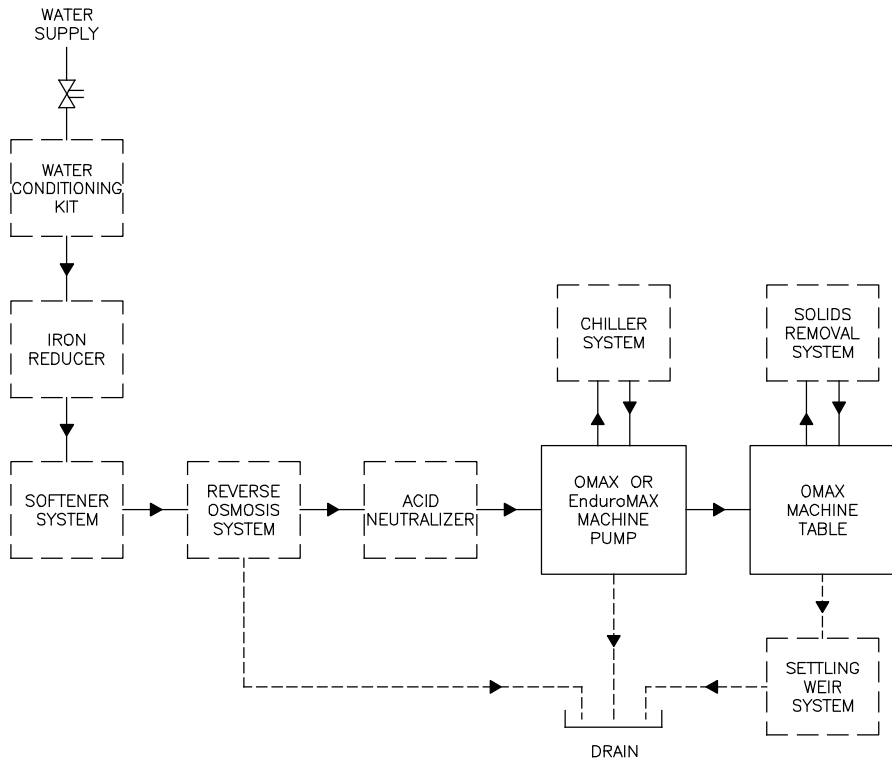 WATER
SUPPLY
WATER
CONDITIONING
KIT
IRON
REDUCER
CHILLER
SYSTEM
SOLIDS
REMOVAL
SYSTEM
SOFTENER
SYSTEM
REVERSE
OSMOSIS
SYSTEM
ACID
NEUTRALIZER
OMAX OR
EnduroMAX
MACHINE
PUMP
OMAX
MACHINE
TABLE
SETTLING
WEIR
SYSTEM
DRAIN